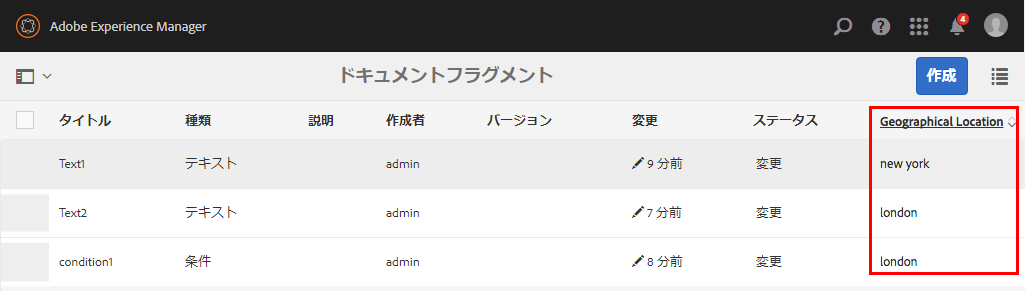 Adobe Experience Manager 4
ドキュメントフラグメント 作成
タイトル 種類 説明 作成者 バージョン 変更 ステータス Geographical Location
Text1 テキスト admin 9 分前 変更 new york
Text2 テキスト admin 7 分前 変更 london
condition1 条件 admin 8 分前 変更 london